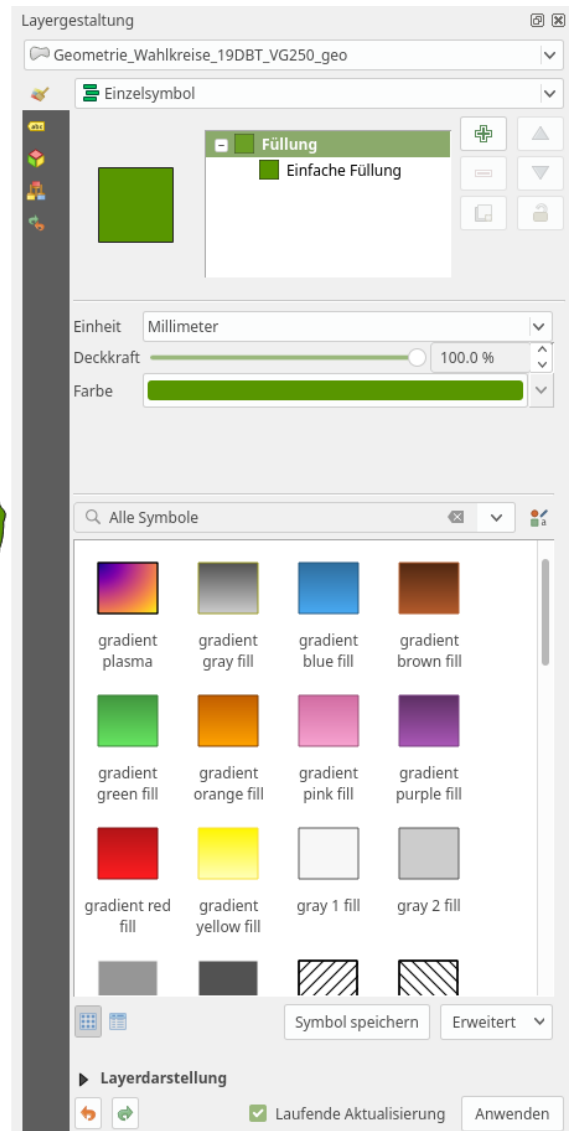 Layergestaltung
Geometrie_Wahlkreise_19DBT_VG250_geo
Einzelsymbol
abc
Füllung
Einfache Füllung
Einheit Millimeter
Deckkraft 100.0 %
Farbe
Alle Symbole
a
gradient plasma
gradient gray fill
gradient blue fill
gradient brown fill
gradient green fill
gradient orange fill
gradient pink fill
gradient purple fill
gradient red fill
gradient yellow fill
gray 1 fill
gray 2 fill
Symbol speichern Erweitert
Layerdarstellung
Laufende Aktualisierung Anwenden